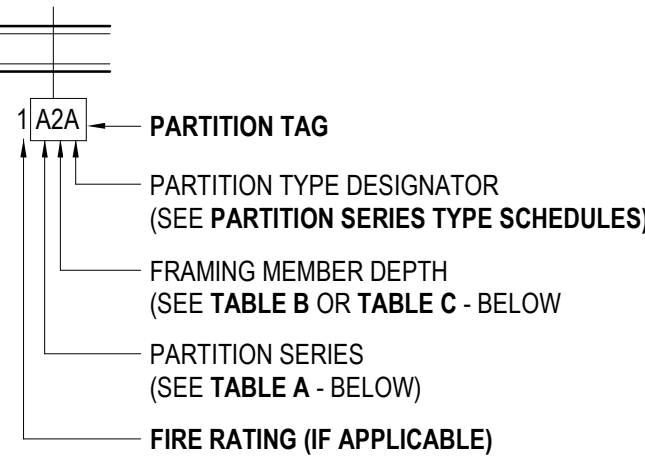 1 A2A PARTITION TAG
PARTITION TYPE DESIGNATOR
(SEE PARTITION SERIES TYPE SCHEDULES)
FRAMING MEMBER DEPTH
(SEE TABLE B OR TABLE C - BELOW
PARTITION SERIES
(SEE TABLE A - BELOW)
FIRE RATING (IF APPLICABLE)